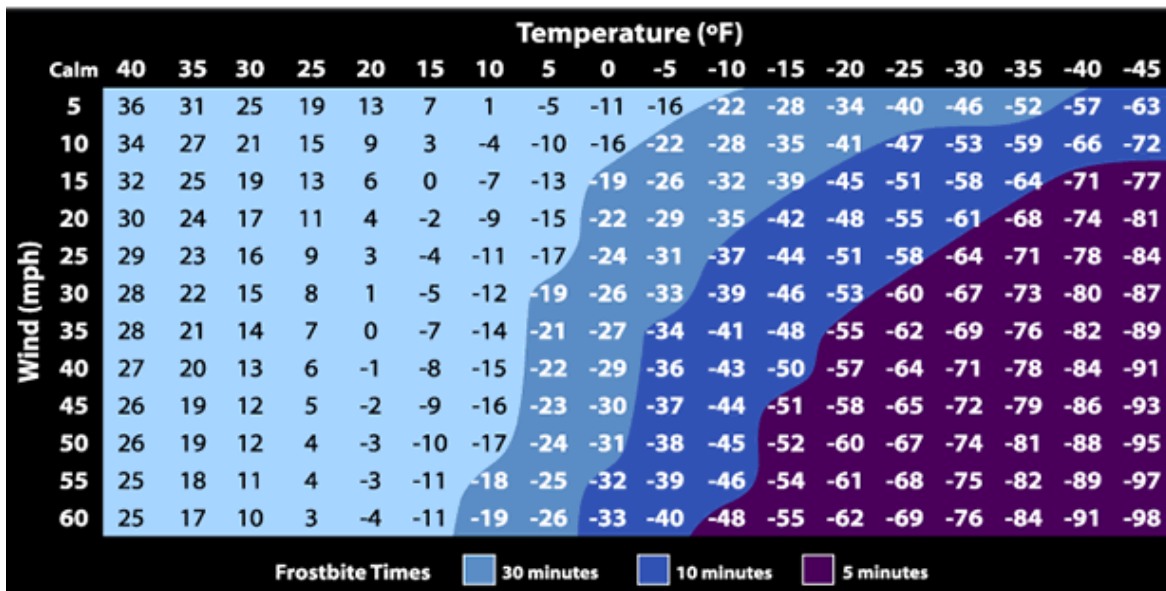 Temperature (ºF)
Calm 40 35 30 25 20 15 10 5 0 -5 -10 -15 -20 -25 -30 -35 -40 -45
5 36 31 25 19 13 7 1 -5 -11 -16 -22 -28 -34 -40 -46 -52 -57 -63
10 34 27 21 15 9 3 -4 -10 -16 -22 -28 -35 -41 -47 -53 -59 -66 -72
15 32 25 19 13 6 0 -7 -13 -19 -26 -32 -39 -45 -51 -58 -64 -71 -77
20 30 24 17 11 4 -2 -9 -15 -22 -29 -35 -42 -48 -55 -61 -68 -74 -81
25 29 23 16 9 3 -4 -11 -17 -24 -31 -37 -44 -51 -58 -64 -71 -78 -84
30 28 22 15 8 1 -5 -12 -19 -26 -33 -39 -46 -53 -60 -67 -73 -80 -87
35 28 21 14 7 0 -7 -14 -21 -27 -34 -41 -48 -55 -62 -69 -76 -82 -89
40 27 20 13 6 -1 -8 -15 -22 -29 -36 -43 -50 -57 -64 -71 -78 -84 -91
45 26 19 12 5 -2 -9 -16 -23 -30 -37 -44 -51 -58 -65 -72 -79 -86 -93
50 26 19 12 4 -3 -10 -17 -24 -31 -38 -45 -52 -60 -67 -74 -81 -88 -95
55 25 18 11 4 -3 -11 -18 -25 -32 -39 -46 -54 -61 -68 -75 -82 -89 -97
60 25 17 10 3 -4 -11 -19 -26 -33 -40 -48 -55 -62 -69 -76 -84 -91 -98
Wind (mph)
Frostbite Times 30 minutes 10 minutes 5 minutes